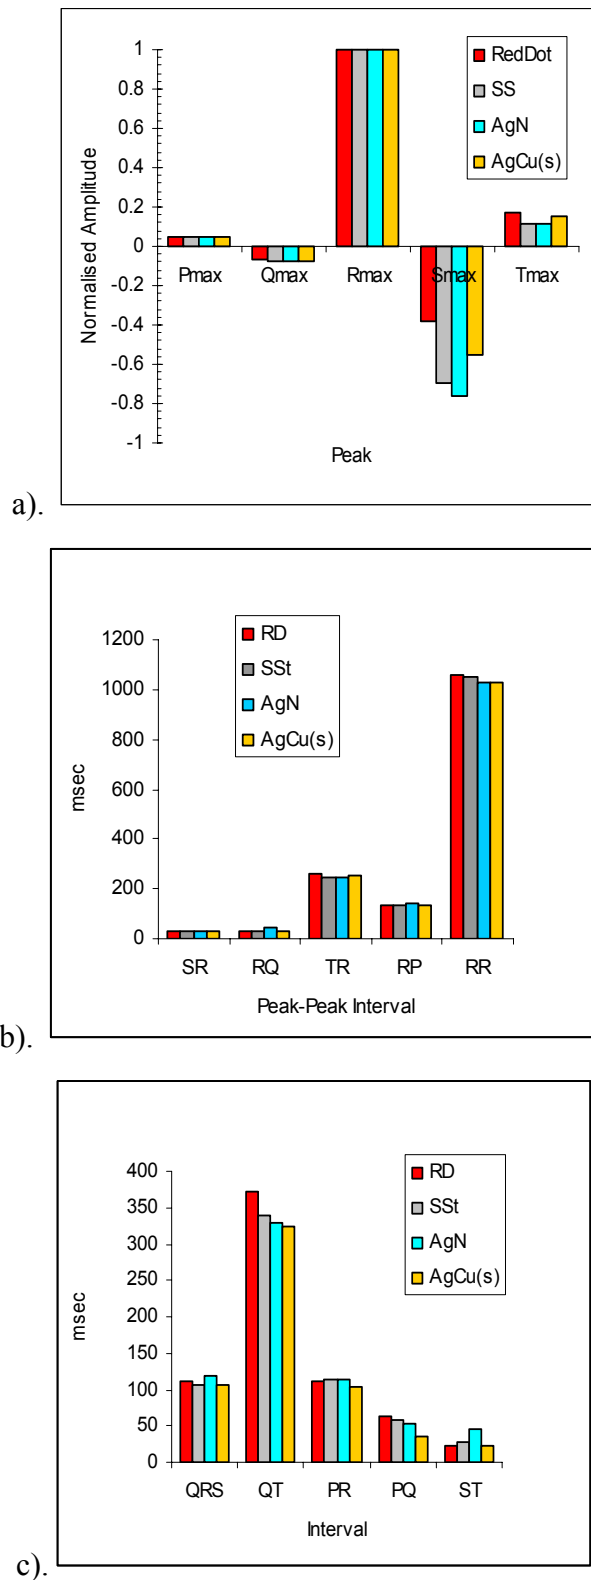 1
0.8
0.6
0.4
0.2
0
-0.2
-0.4
-0.6
-0.8
-1
Normalised Amplitude
RedDot
SS
AgN
AgCu(s)
Pmax Qmax Rmax Smax Tmax
Peak
a).
1200
1000
800
600
400
200
0
msec
RD
SSt
AgN
AgCu(s)
SR RQ TR RP RR
Peak-Peak Interval
b).
400
350
300
250
200
150
100
50
0
msec
RD
SSt
AgN
AgCu(s)
QRS QT PR PQ ST
Interval
c).